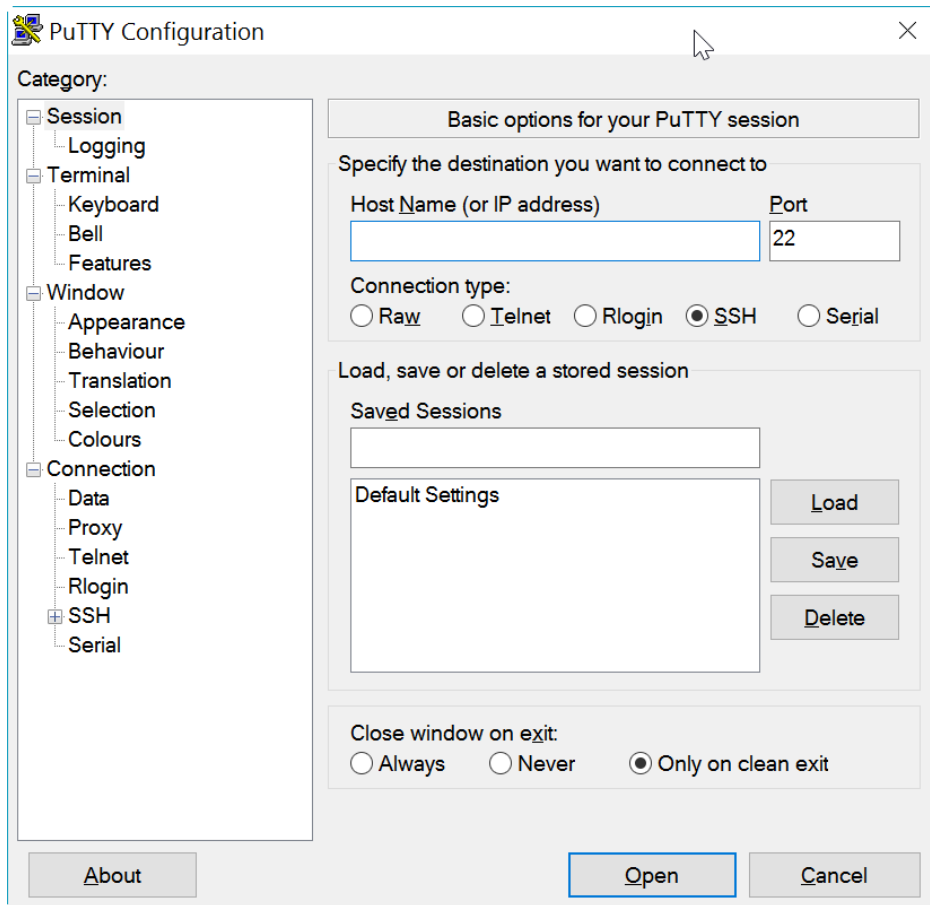 PuTTY Configuration
Category:
Session
Logging
Terminal
Keyboard
Bell
Features
Window
Appearance
Behaviour
Translation
Selection
Colours
Connection
Data
Proxy
Telnet
Rlogin
SSH
Serial
Basic options for your PuTTY session
Specify the destination you want to connect to
Host Name (or IP address) Port
22
Connection type:
Raw Telnet Rlogin SSH Serial
Load, save or delete a stored session
Saved Sessions
Default Settings
Load
Save
Delete
Close window on exit:
Always Never Only on clean exit
About Open Cancel